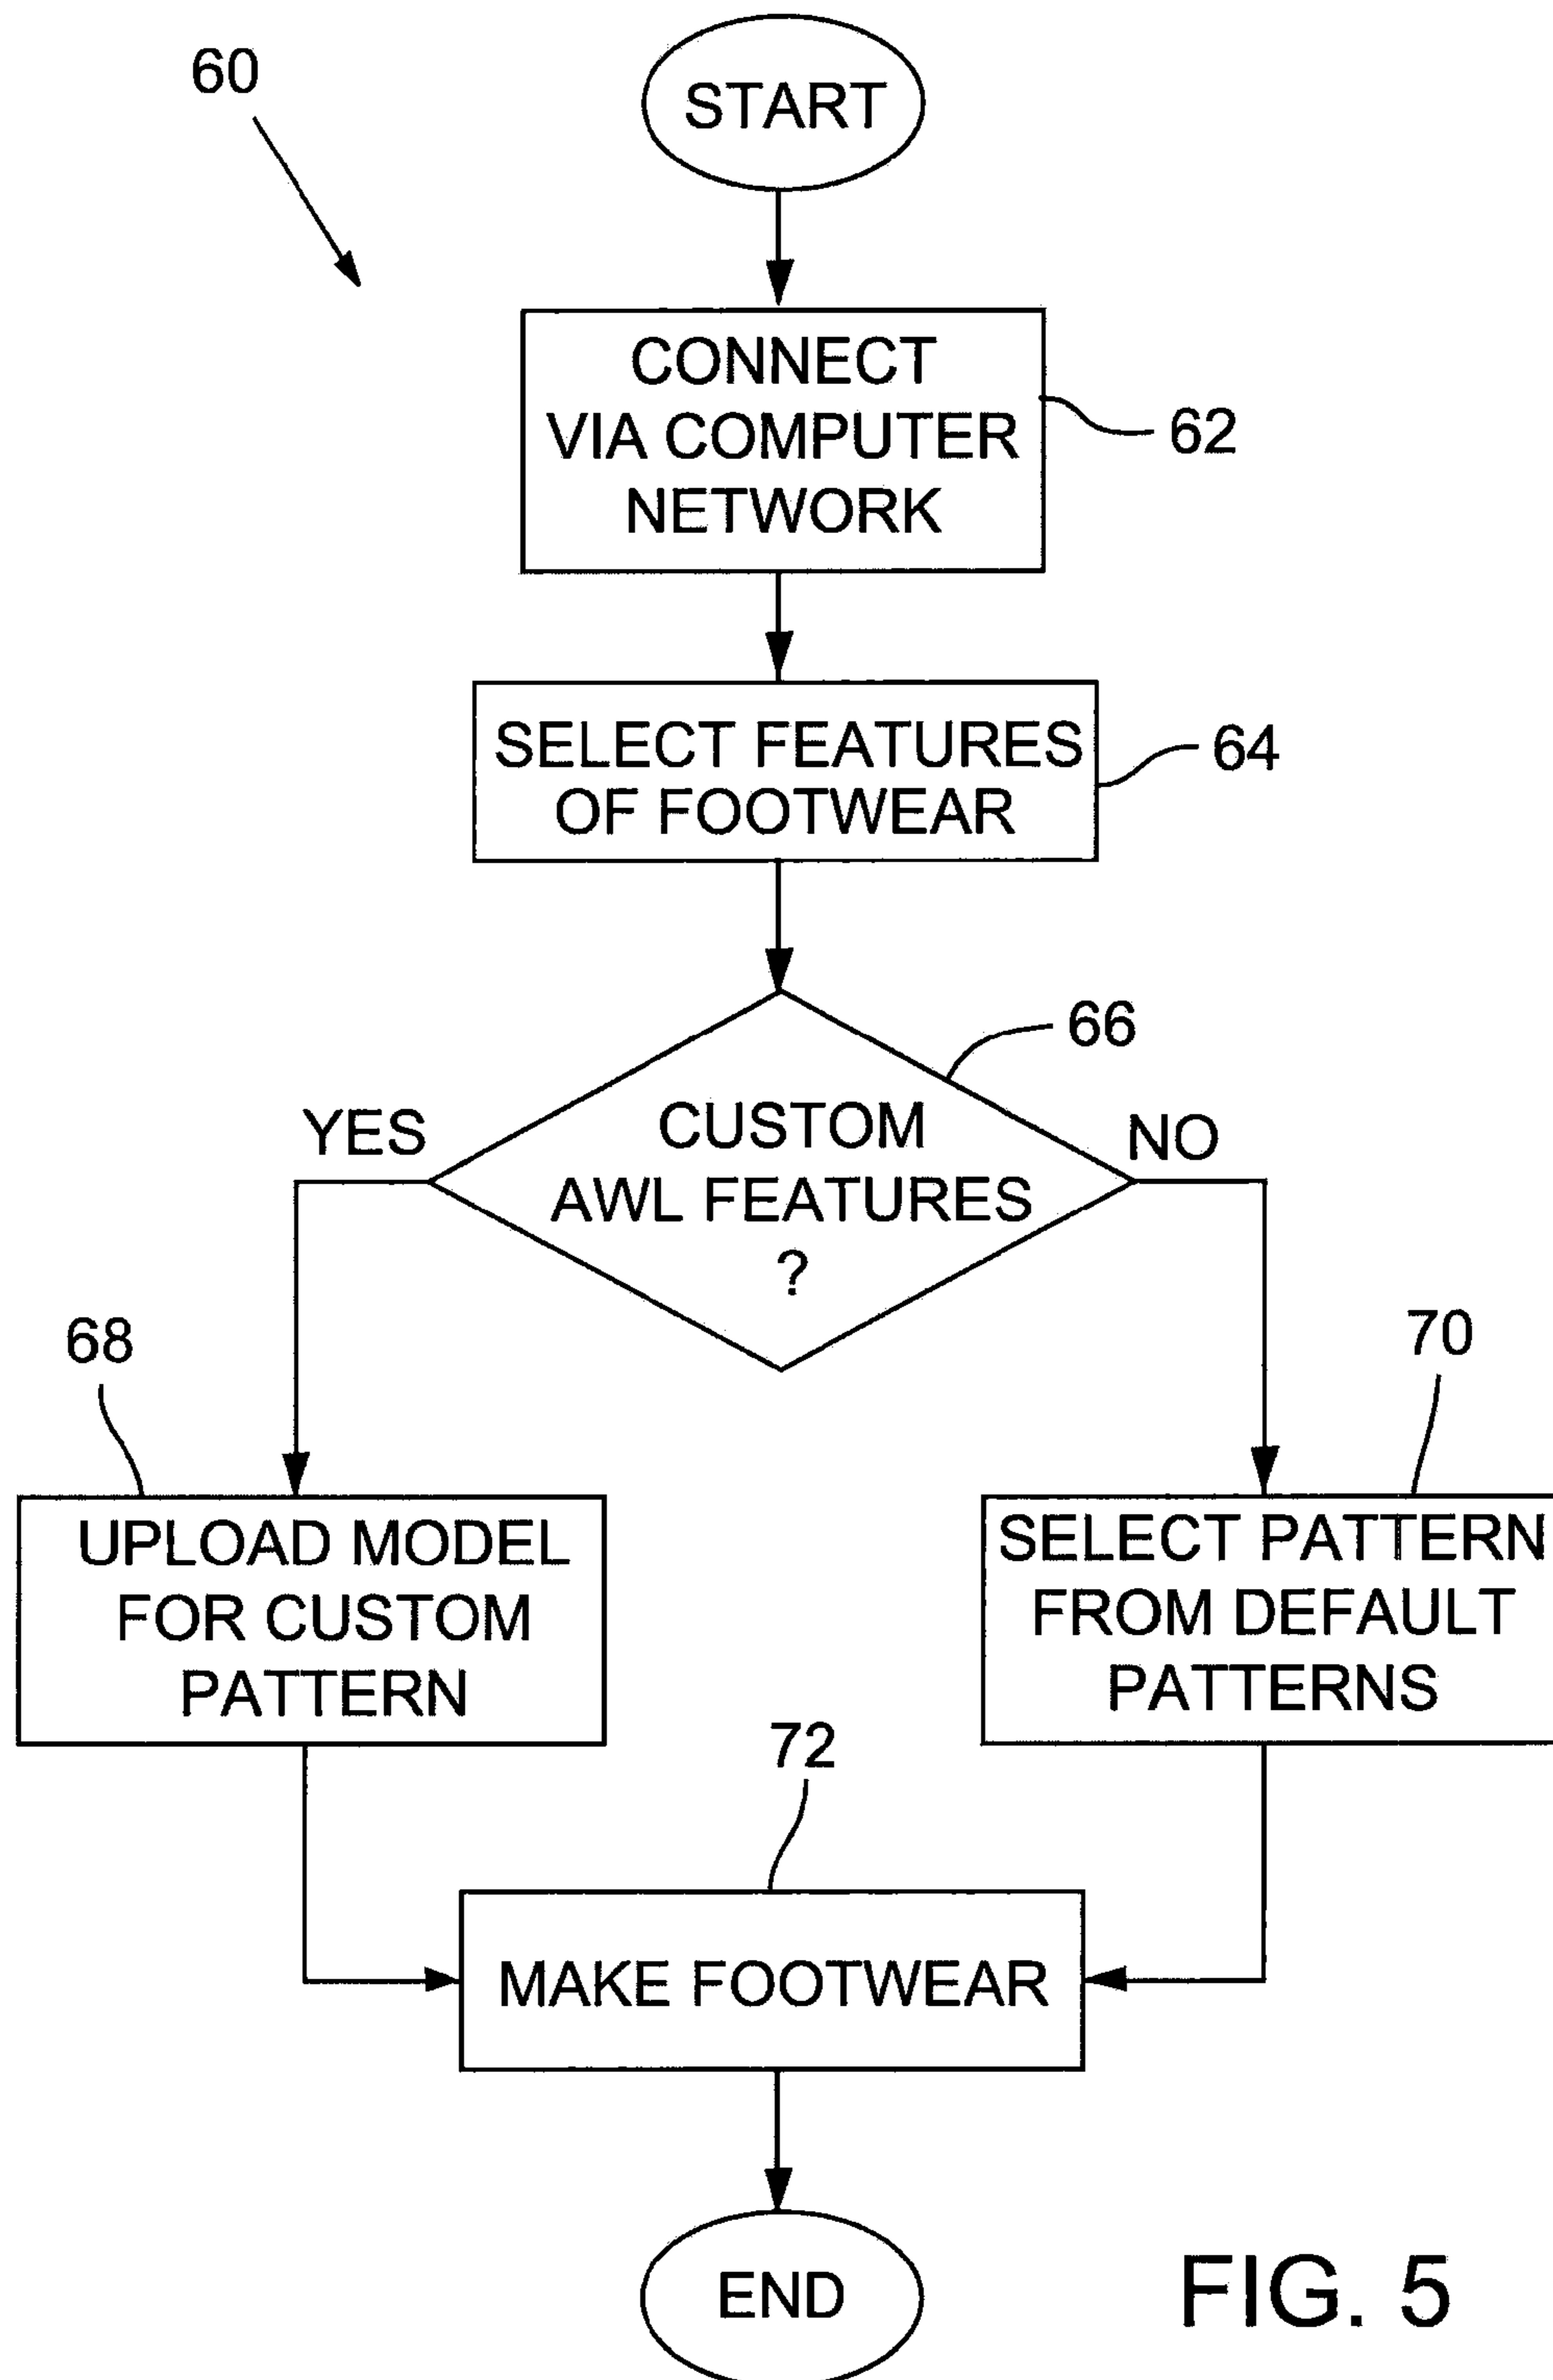 60
START
CONNECT
VIA COMPUTER
NETWORK
62
SELECT FEATURES
OF FOOTWEAR
64
66
YES
CUSTOM
AWL FEATURES
?
NO
68
70
UPLOAD MODEL
FOR CUSTOM
PATTERN
SELECT PATTERN
FROM DEFAULT
PATTERNS
72
MAKE FOOTWEAR
END
FIG. 5